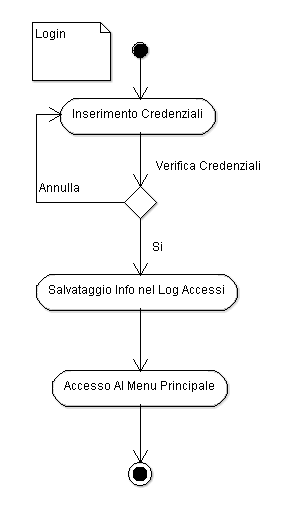 Login
Inserimento Credenziali
Verifica Credenziali
Annulla
Si
Salvataggio Info nel Log Accessi
Accesso Al Menu Principale